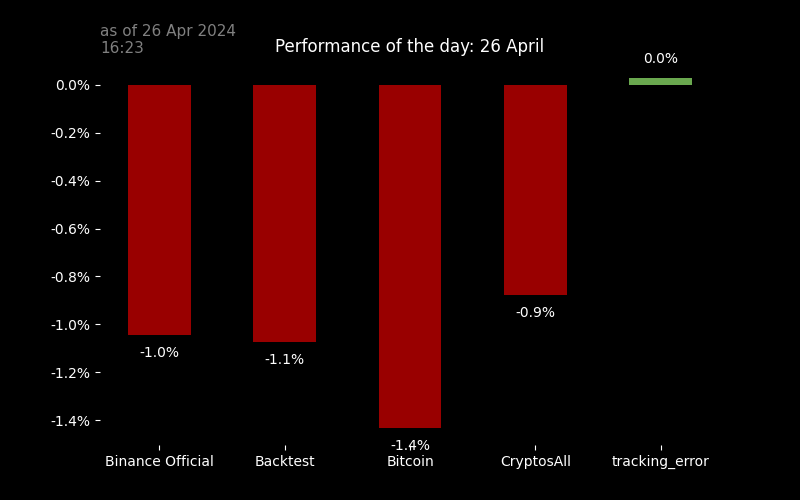 as of 26 Apr 2024
16:23
Performance of the day: 26 April
0.0%
0.0%
-0.2%
-0.4%
-0.6%
-0.8%
-1.0%
-1.2%
-1.4%
-1.0%
-1.1%
-1.4%
-0.9%
Binance Official
Backtest
Bitcoin
CryptosAll
tracking_error